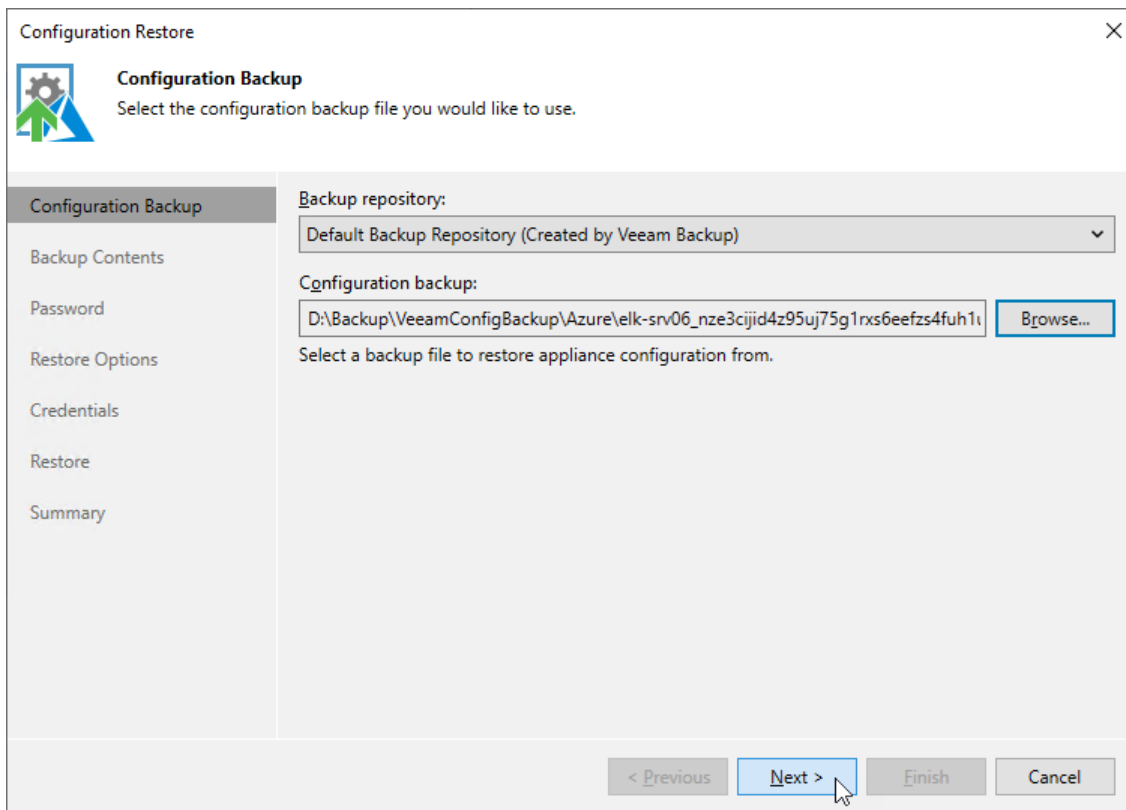 Configuration Restore
Configuration Backup
Select the configuration backup file you would like to use.
Configuration Backup
Backup Contents
Password
Restore Options
Credentials
Restore
Summary
Backup repository:
Default Backup Repository (Created by Veeam Backup)
Configuration backup:
D:\Backup\VeeamConfigBackup\Azure\elk-srv06_nze3cijid4z95uj75g1rxs6eefzs4fuh1u
Browse...
Select a backup file to restore appliance configuration from.
< Previous
Next >
Finish
Cancel